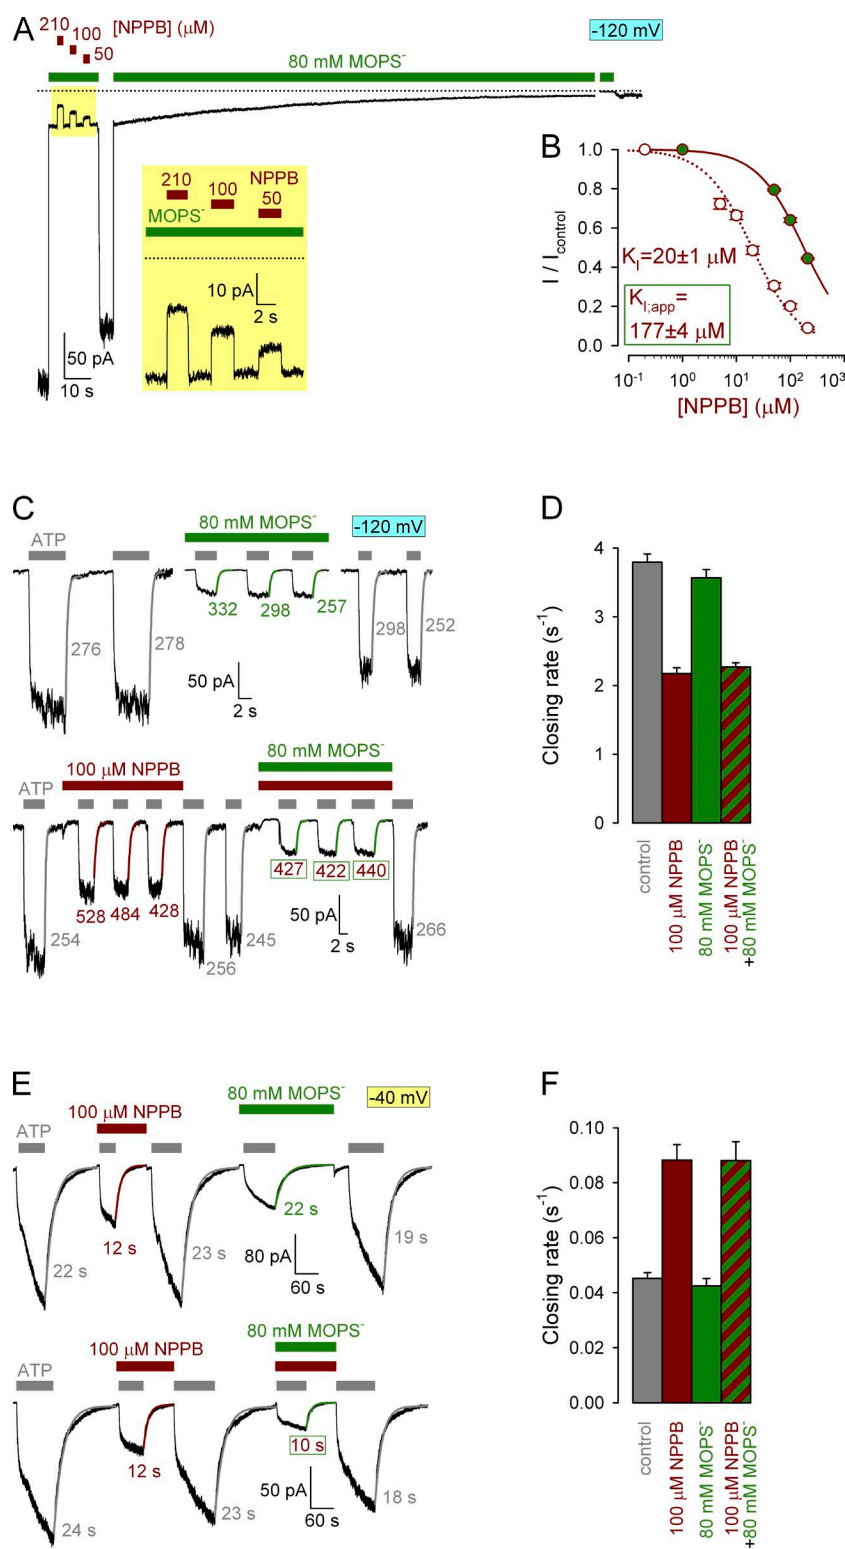 A
210
100
50
[NPPB] (μM)
-120 mV
80 mM MOPS⁻
210
100
NPPB
50
MOPS⁻
10 pA
2 s
50 pA
10 s
B
1.0
0.8
0.6
0.4
0.2
0.0
I / Icontrol
KI=20±1 μM
KI;app=
177±4 μM
10⁻¹ 10⁰ 10¹ 10² 10³
[NPPB] (μM)
C
80 mM MOPS⁻
-120 mV
ATP
276
278
332
298
257
298
252
50 pA
2 s
80 mM MOPS⁻
100 μM NPPB
ATP
254
528
484
428
256
245
427
422
440
266
50 pA
2 s
D
4
3
2
1
0
Closing rate (s⁻¹)
control
100 μM NPPB
80 mM MOPS⁻
100 μM NPPB
+80 mM MOPS⁻
E
80 mM MOPS⁻
-40 mV
100 μM NPPB
ATP
22 s
12 s
23 s
22 s
19 s
80 pA
60 s
80 mM MOPS⁻
100 μM NPPB
ATP
24 s
12 s
23 s
10 s
18 s
50 pA
60 s
F
0.10
0.08
0.06
0.04
0.02
0.00
Closing rate (s⁻¹)
control
100 μM NPPB
80 mM MOPS⁻
100 μM NPPB
+80 mM MOPS⁻